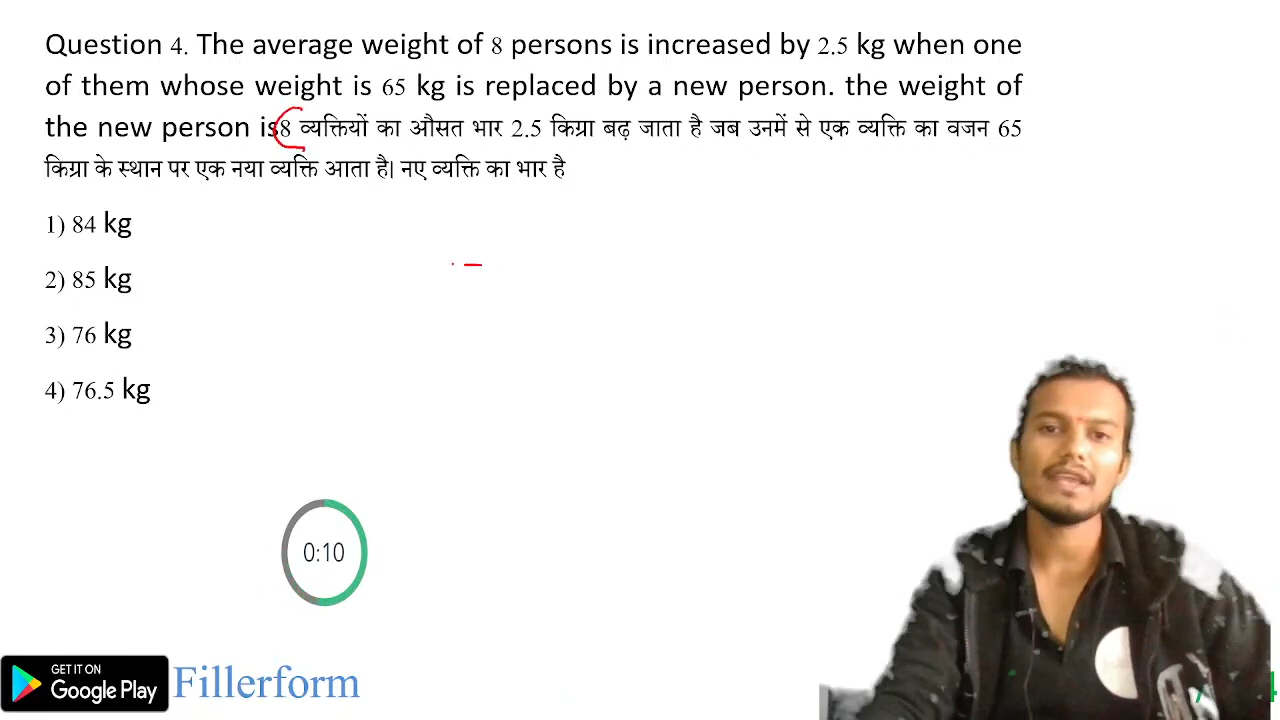 Question 4. The average weight of 8 persons is increased by 2.5 kg when one
of them whose weight is 65 kg is replaced by a new person. the weight of
the new person is8 व्यक्तियों का औसत भार 2.5 किग्रा बढ़ जाता है जब उनमें से एक व्यक्ति का वजन 65
किग्रा के स्थान पर एक नया व्यक्ति आता है। नए व्यक्ति का भार है
1) 84 kg
2) 85 kg
3) 76 kg
4) 76.5 kg
0:10
GET IT ON
Google Play
Fillerform